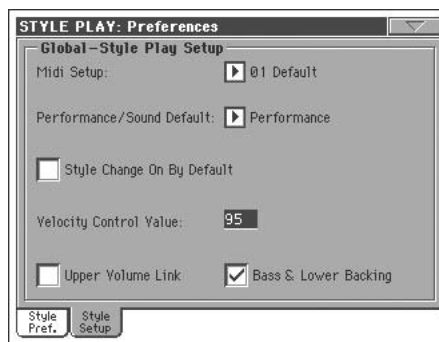 STYLE PLAY: Preferences
Global-Style Play Setup
Midi Setup: 01 Default
Performance/Sound Default: Performance
Style Change On By Default
Velocity Control Value: 95
Upper Volume Link Bass & Lower Backing
Style Pref. Style Setup